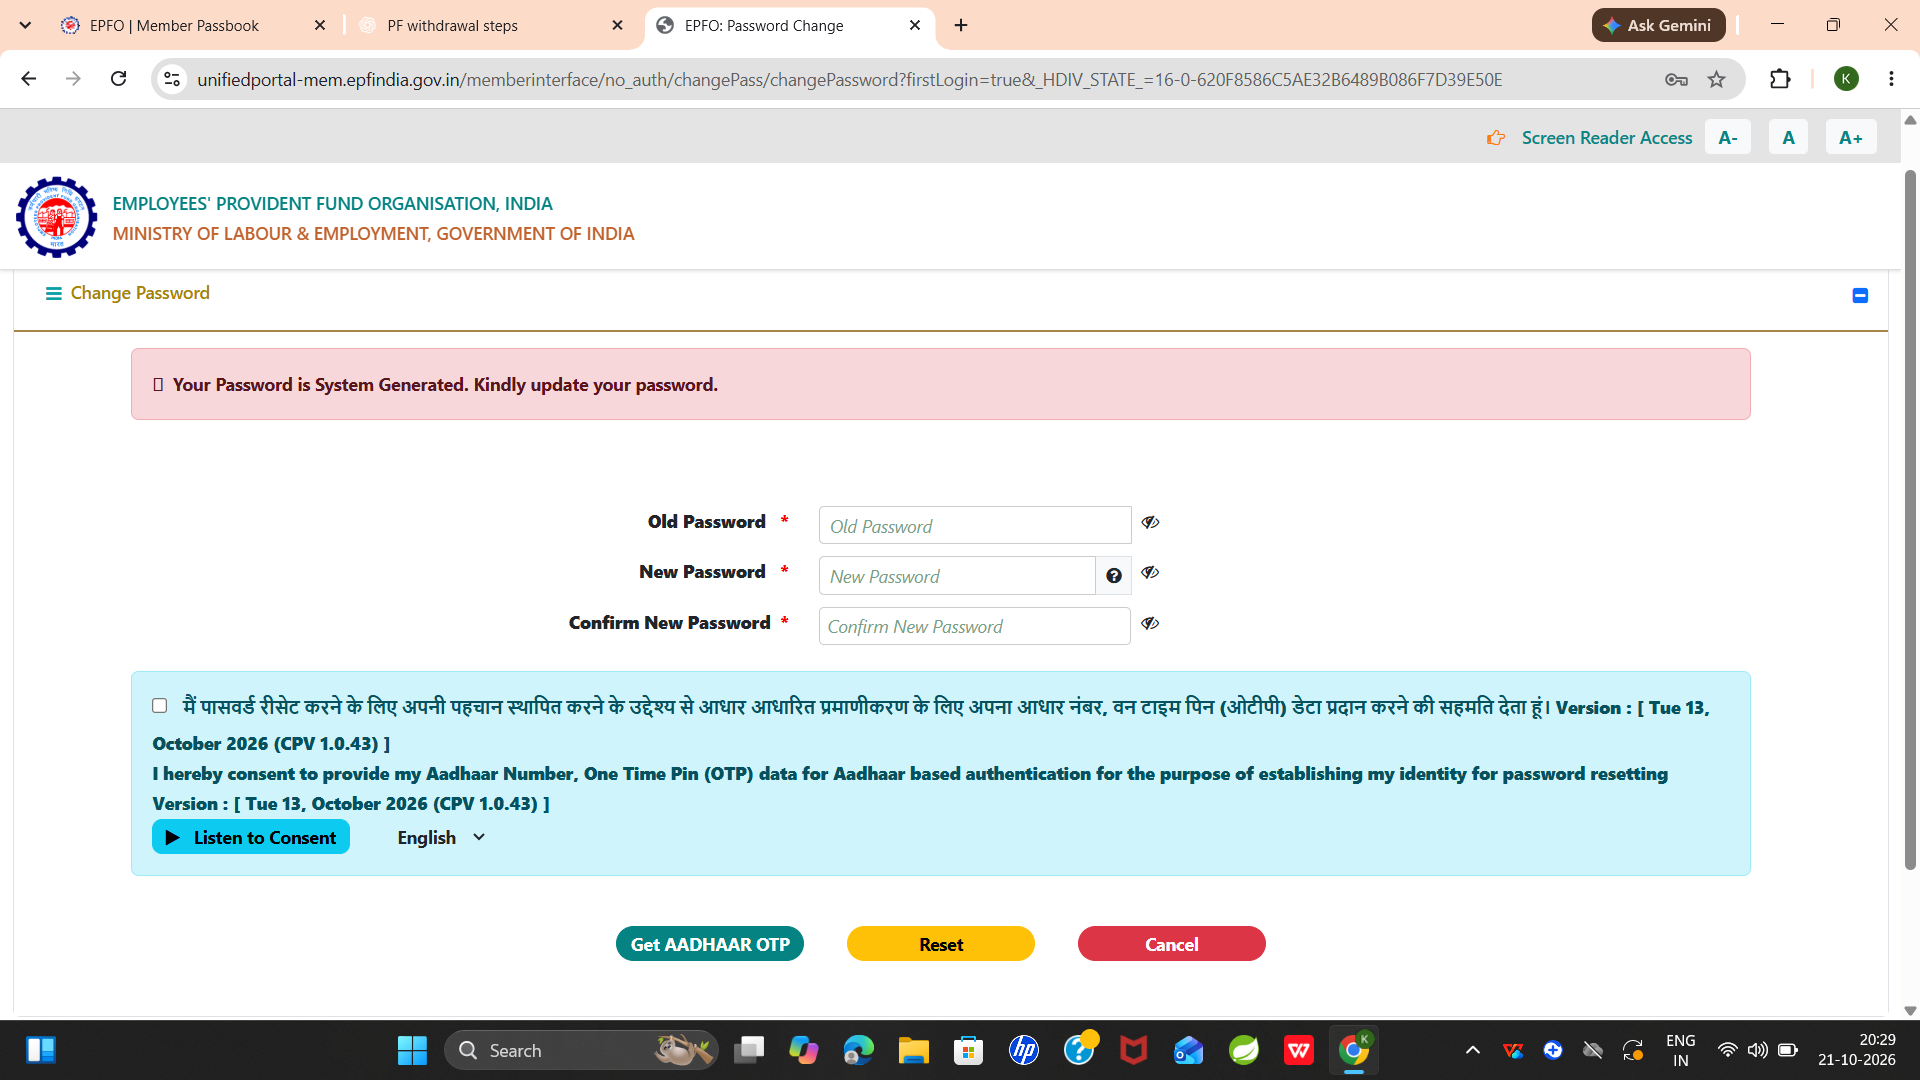 EPFO | Member Passbook
PF withdrawal steps
EPFO: Password Change
Ask Gemini
unifiedportal-mem.epfindia.gov.in/memberinterface/no_auth/changePass/changePassword?firstLogin=true&_HDIV_STATE_=16-0-620F8586C5AE32B6489B086F7D39E50E
K
Screen Reader Access
A-
A
A+
EMPLOYEES' PROVIDENT FUND ORGANISATION, INDIA
MINISTRY OF LABOUR & EMPLOYMENT, GOVERNMENT OF INDIA
Change Password
Your Password is System Generated. Kindly update your password.
Old Password *
Old Password
New Password *
New Password
Confirm New Password *
Confirm New Password
मैं पासवर्ड रीसेट करने के लिए अपनी पहचान स्थापित करने के उद्देश्य से आधार आधारित प्रमाणीकरण के लिए अपना आधार नंबर, वन टाइम पिन (ओटीपी) डेटा प्रदान करने की सहमति देता हूं। Version : [ Tue 13,
October 2026 (CPV 1.0.43) ]
I hereby consent to provide my Aadhaar Number, One Time Pin (OTP) data for Aadhaar based authentication for the purpose of establishing my identity for password resetting
Version : [ Tue 13, October 2026 (CPV 1.0.43) ]
Listen to Consent
English
Get AADHAAR OTP
Reset
Cancel
Search
ENG
IN
20:29
21-10-2026